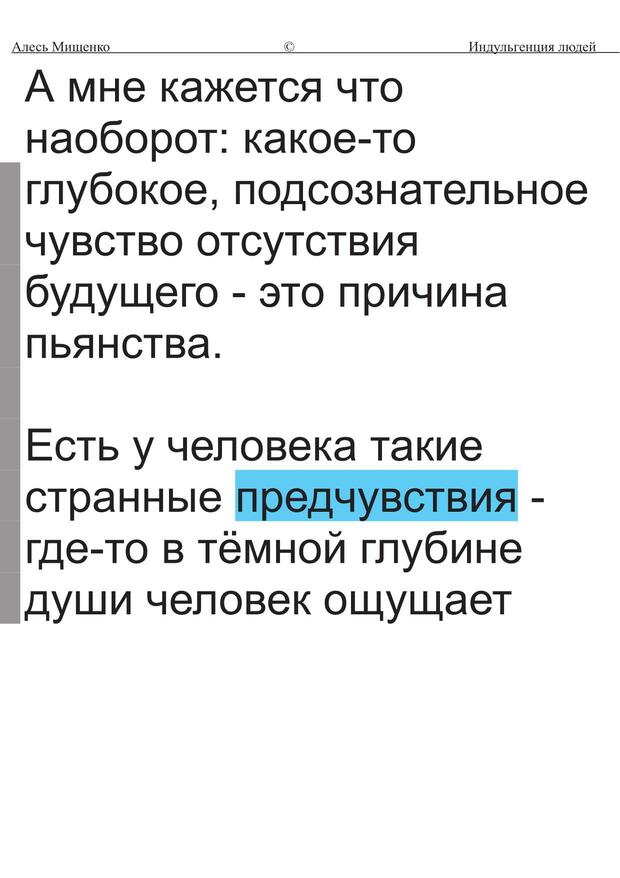 Алесь Мищенко © Индульгенция людей
А мне кажется что
наоборот: какое-то
глубокое, подсознательное
чувство отсутствия
будущего - это причина
пьянства.
Есть у человека такие
странные предчувствия -
где-то в тёмной глубине
души человек ощущает